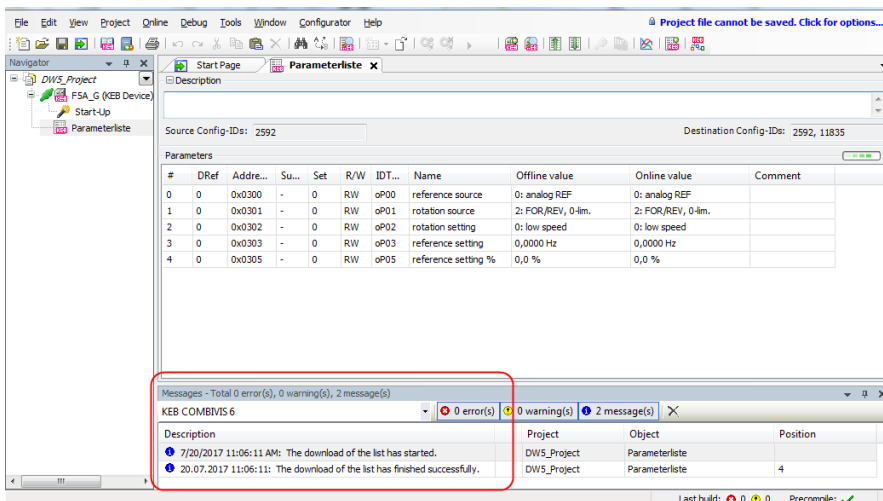 File Edit View Project Online Debug Tools Window Configurator Help Project file cannot be saved. Click for options...
Navigator
DW5_Project
F5A_G (KEB Device)
Start-Up
Parameterliste
Start Page Parameterliste
Description
Source Config-IDs: 2592 Destination Config-IDs: 2592, 11835
Parameters
# DRef Addre... Su... Set R/W IDT... Name Offline value Online value Comment
0 0 0x0300 - 0 RW oP00 reference source 0: analog REF 0: analog REF
1 0 0x0301 - 0 RW oP01 rotation source 2: FOR/REV, 0-lim. 2: FOR/REV, 0-lim.
2 0 0x0302 - 0 RW oP02 rotation setting 0: low speed 0: low speed
3 0 0x0303 - 0 RW oP03 reference setting 0,0000 Hz 0,0000 Hz
4 0 0x0305 - 0 RW oP05 reference setting % 0,0 % 0,0 %
Messages - Total 0 error(s), 0 warning(s), 2 message(s)
KEB COMBIVIS 6 0 error(s) 0 warning(s) 2 message(s)
Description Project Object Position
7/20/2017 11:06:11 AM: The download of the list has started. DW5_Project Parameterliste
20.07.2017 11:06:11: The download of the list has finished successfully. DW5_Project Parameterliste 4
Last build: 0 0 Precompile: